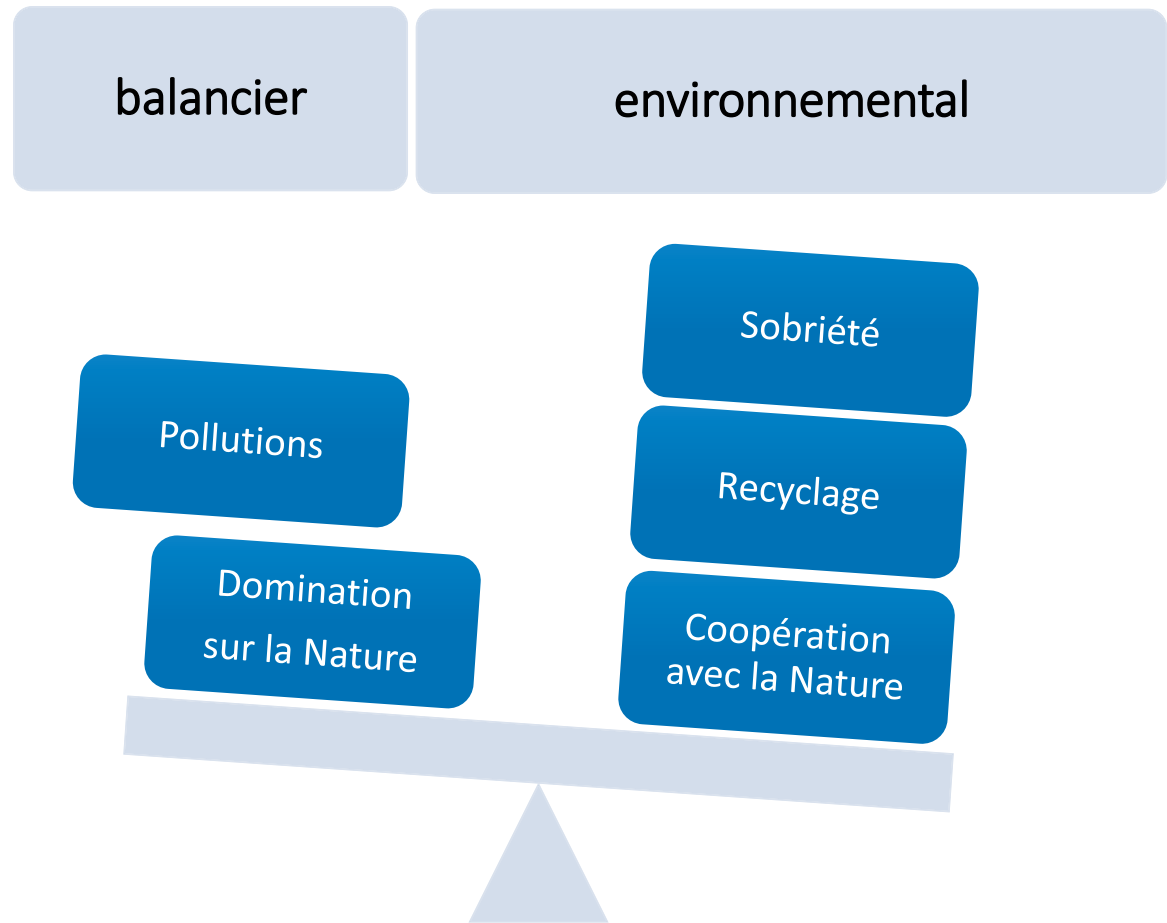 balancier
environnemental
Sobriété
Pollutions
Recyclage
Domination
sur la Nature
Coopération
avec la Nature